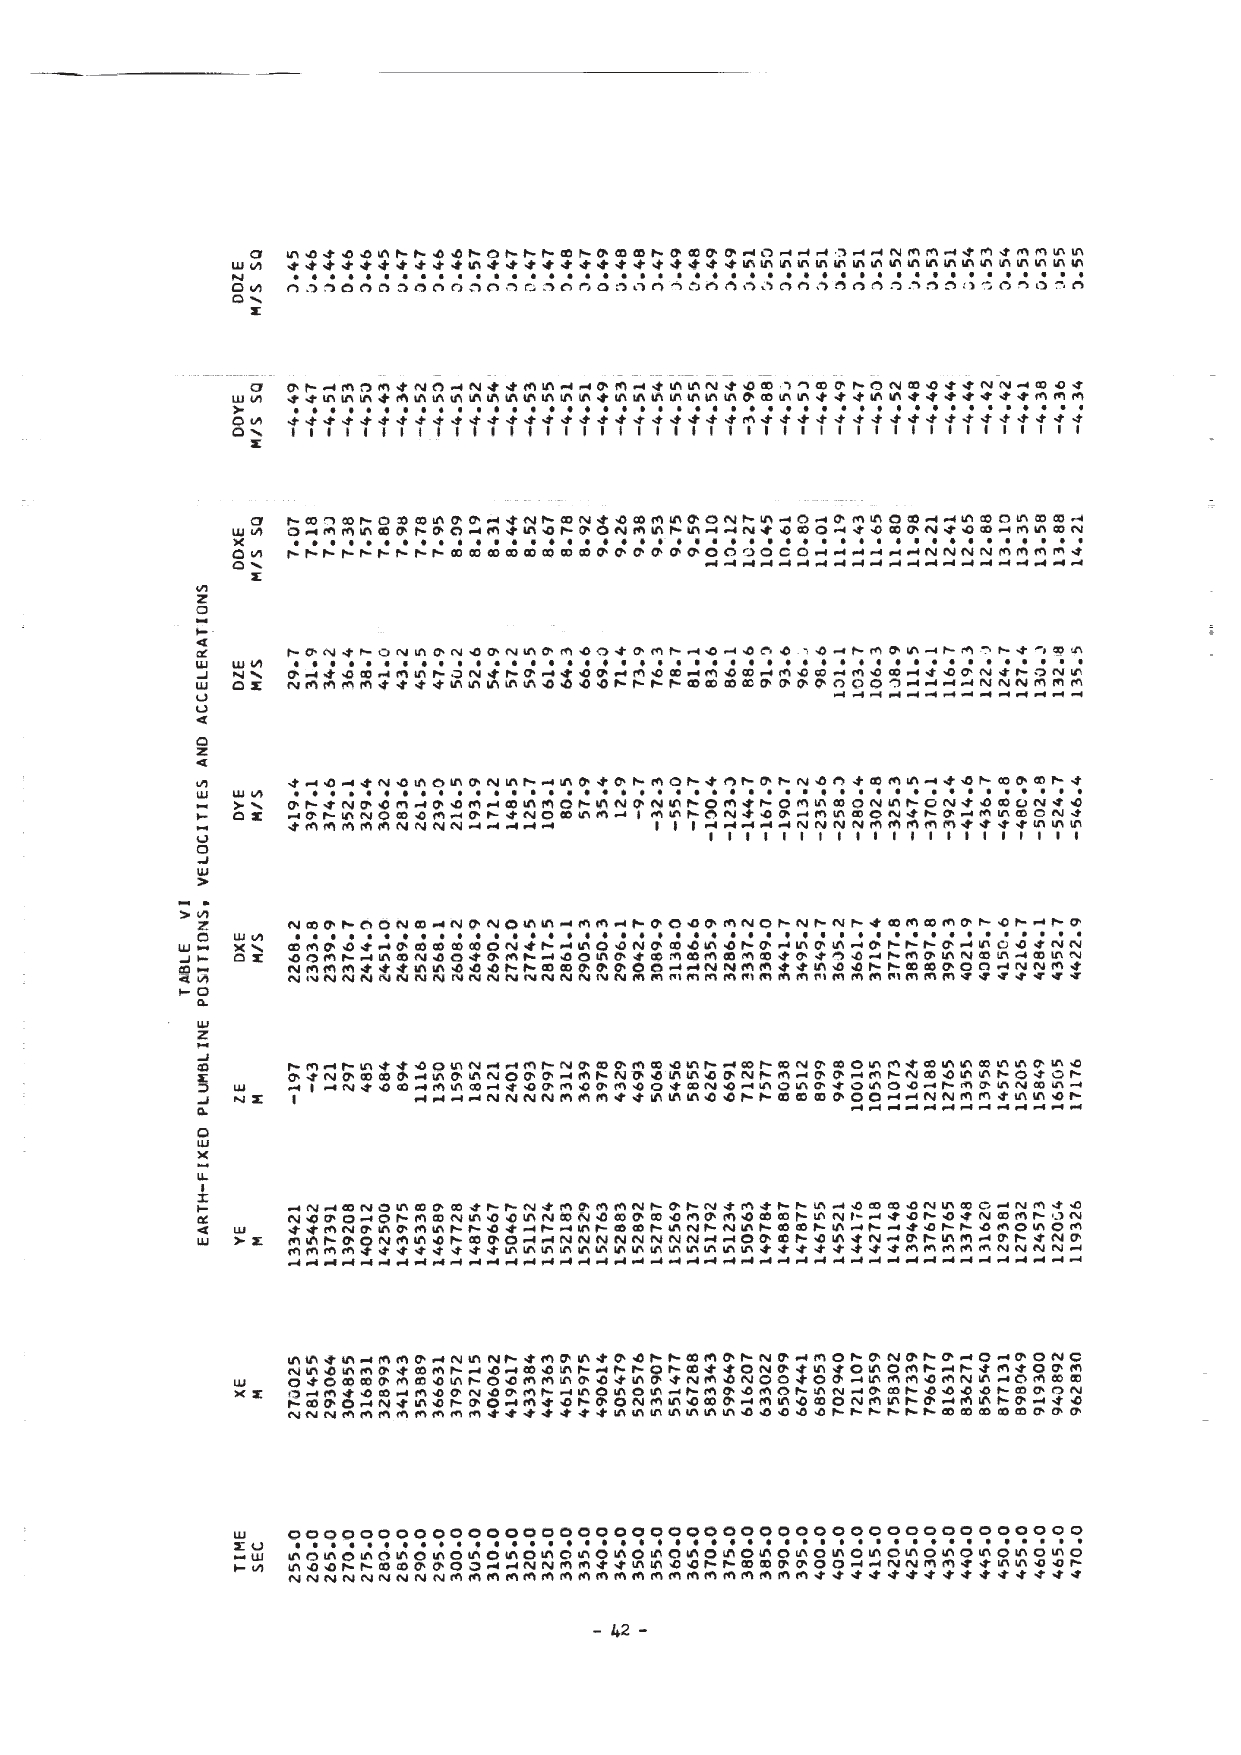 TABLE VI
EARTH-FIXED PLUMBLINE POSITIONS, VELOCITIES AND ACCELERATIONS
TIME XE YE ZE DXE DYE DZE DDXE DDYE DDZE
SEC M M M M/S M/S M/S M/S SQ M/S SQ M/S SQ
255.0 270025 133421 -197 2268.2 419.4 29.7 7.07 -4.49 0.45
260.0 281455 135462 -43 2303.8 397.1 31.9 7.18 -4.47 0.46
265.0 293064 137391 121 2339.9 374.6 34.2 7.30 -4.51 0.44
270.0 304855 139208 297 2376.7 352.1 36.4 7.38 -4.53 0.46
275.0 316831 140912 485 2414.0 329.4 38.7 7.57 -4.50 0.46
280.0 328993 142500 684 2451.0 306.2 41.0 7.80 -4.43 0.45
285.0 341343 143975 894 2489.2 283.6 43.2 7.98 -4.34 0.47
290.0 353889 145338 1116 2528.8 261.5 45.5 7.78 -4.52 0.47
295.0 366631 146589 1350 2568.1 239.0 47.9 7.95 -4.50 0.46
300.0 379572 147728 1595 2608.2 216.5 50.2 8.09 -4.51 0.46
305.0 392715 148754 1852 2648.9 193.9 52.6 8.19 -4.52 0.57
310.0 406062 149667 2121 2690.2 171.2 54.9 8.31 -4.54 0.40
315.0 419617 150467 2401 2732.0 148.5 57.2 8.44 -4.54 0.47
320.0 433384 151152 2693 2774.5 125.7 59.5 8.52 -4.53 0.47
325.0 447363 151724 2997 2817.5 103.1 61.9 8.67 -4.55 0.47
330.0 461559 152183 3312 2861.1 80.5 64.3 8.78 -4.51 0.48
335.0 475975 152529 3639 2905.3 57.9 66.6 8.92 -4.51 0.47
340.0 490614 152763 3978 2950.3 35.4 69.0 9.04 -4.49 0.49
345.0 505479 152883 4329 2996.1 12.9 71.4 9.26 -4.53 0.48
350.0 520576 152892 4693 3042.7 -9.7 73.9 9.38 -4.51 0.48
355.0 535907 152787 5068 3089.9 -32.3 76.3 9.53 -4.54 0.47
360.0 551477 152569 5456 3138.0 -55.0 78.7 9.75 -4.55 0.49
365.0 567288 152237 5855 3186.6 -77.7 81.1 9.59 -4.55 0.48
370.0 583343 151792 6267 3235.9 -100.4 83.6 10.10 -4.52 0.49
375.0 599649 151234 6691 3286.3 -123.0 86.1 10.12 -4.54 0.49
380.0 616207 150563 7128 3337.2 -144.7 88.6 10.27 -3.96 0.51
385.0 633022 149784 7577 3389.0 -167.9 91.0 10.45 -4.88 0.50
390.0 650099 148887 8038 3441.7 -190.7 93.6 10.61 -4.50 0.51
395.0 667441 147877 8512 3495.2 -213.2 96. 10.80 -4.50 0.51
400.0 685053 146755 8999 3549.7 -235.6 98.6 11.01 -4.48 0.51
405.0 702940 145521 9498 3605.2 -258.0 101.1 11.19 -4.49 0.50
410.0 721107 144176 10010 3661.7 -280.4 103.7 11.43 -4.47 0.51
415.0 739559 142718 10535 3719.4 -302.8 106.3 11.65 -4.50 0.51
420.0 758302 141148 11073 3777.8 -325.3 108.9 11.80 -4.52 0.52
425.0 777339 139466 11624 3837.3 -347.5 111.5 11.98 -4.48 0.53
430.0 796677 137672 12188 3897.8 -370.1 114.1 12.21 -4.46 0.53
435.0 816319 135765 12765 3959.3 -392.4 116.7 12.41 -4.44 0.51
440.0 836271 133748 13355 4021.9 -414.6 119.3 12.65 -4.44 0.54
445.0 856540 131620 13958 4085.7 -436.7 122.0 12.88 -4.42 0.53
450.0 877131 129381 14575 4150.6 -458.8 124.7 13.10 -4.42 0.54
455.0 898049 127032 15205 4216.7 -480.9 127.4 13.35 -4.41 0.53
460.0 919300 124573 15849 4284.1 -502.8 130.0 13.58 -4.38 0.53
465.0 940892 122004 16505 4352.7 -524.7 132.8 13.88 -4.36 0.55
470.0 962830 119326 17176 4422.9 -546.4 135.5 14.21 -4.34 0.55
- 42 -